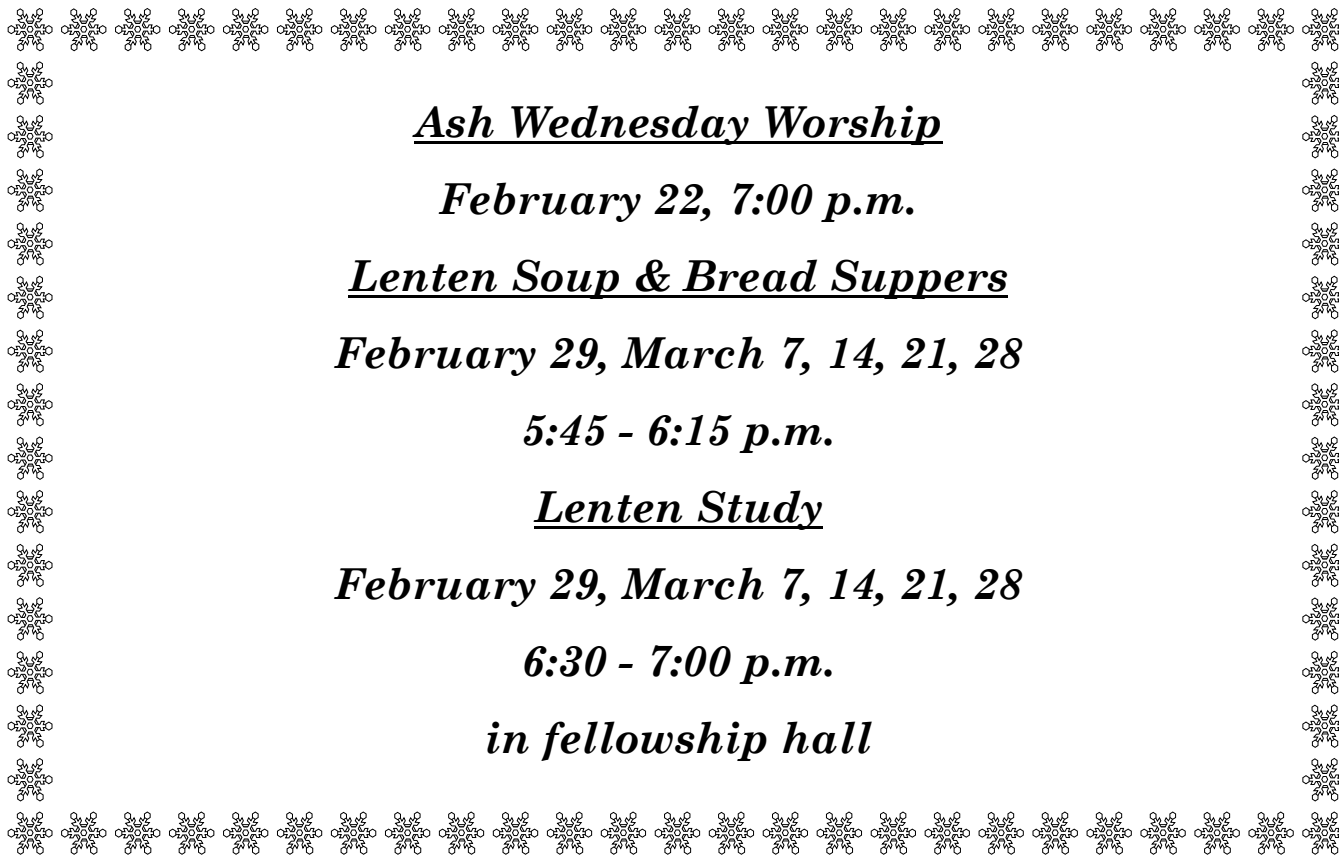 Ash Wednesday Worship
February 22, 7:00 p.m.
Lenten Soup & Bread Suppers
February 29, March 7, 14, 21, 28
5:45 - 6:15 p.m.
Lenten Study
February 29, March 7, 14, 21, 28
6:30 - 7:00 p.m.
in fellowship hall